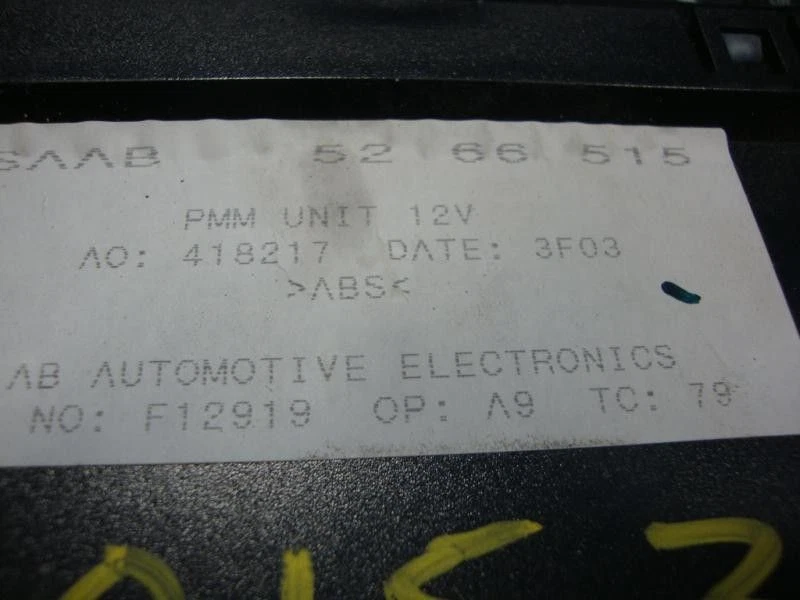 SAAB 52 66 515
PMM UNIT 12V
AO: 418217 DATE: 3F03
>ABS<
AB AUTOMOTIVE ELECTRONICS
NO: F12919 OP: A9 TC: 79